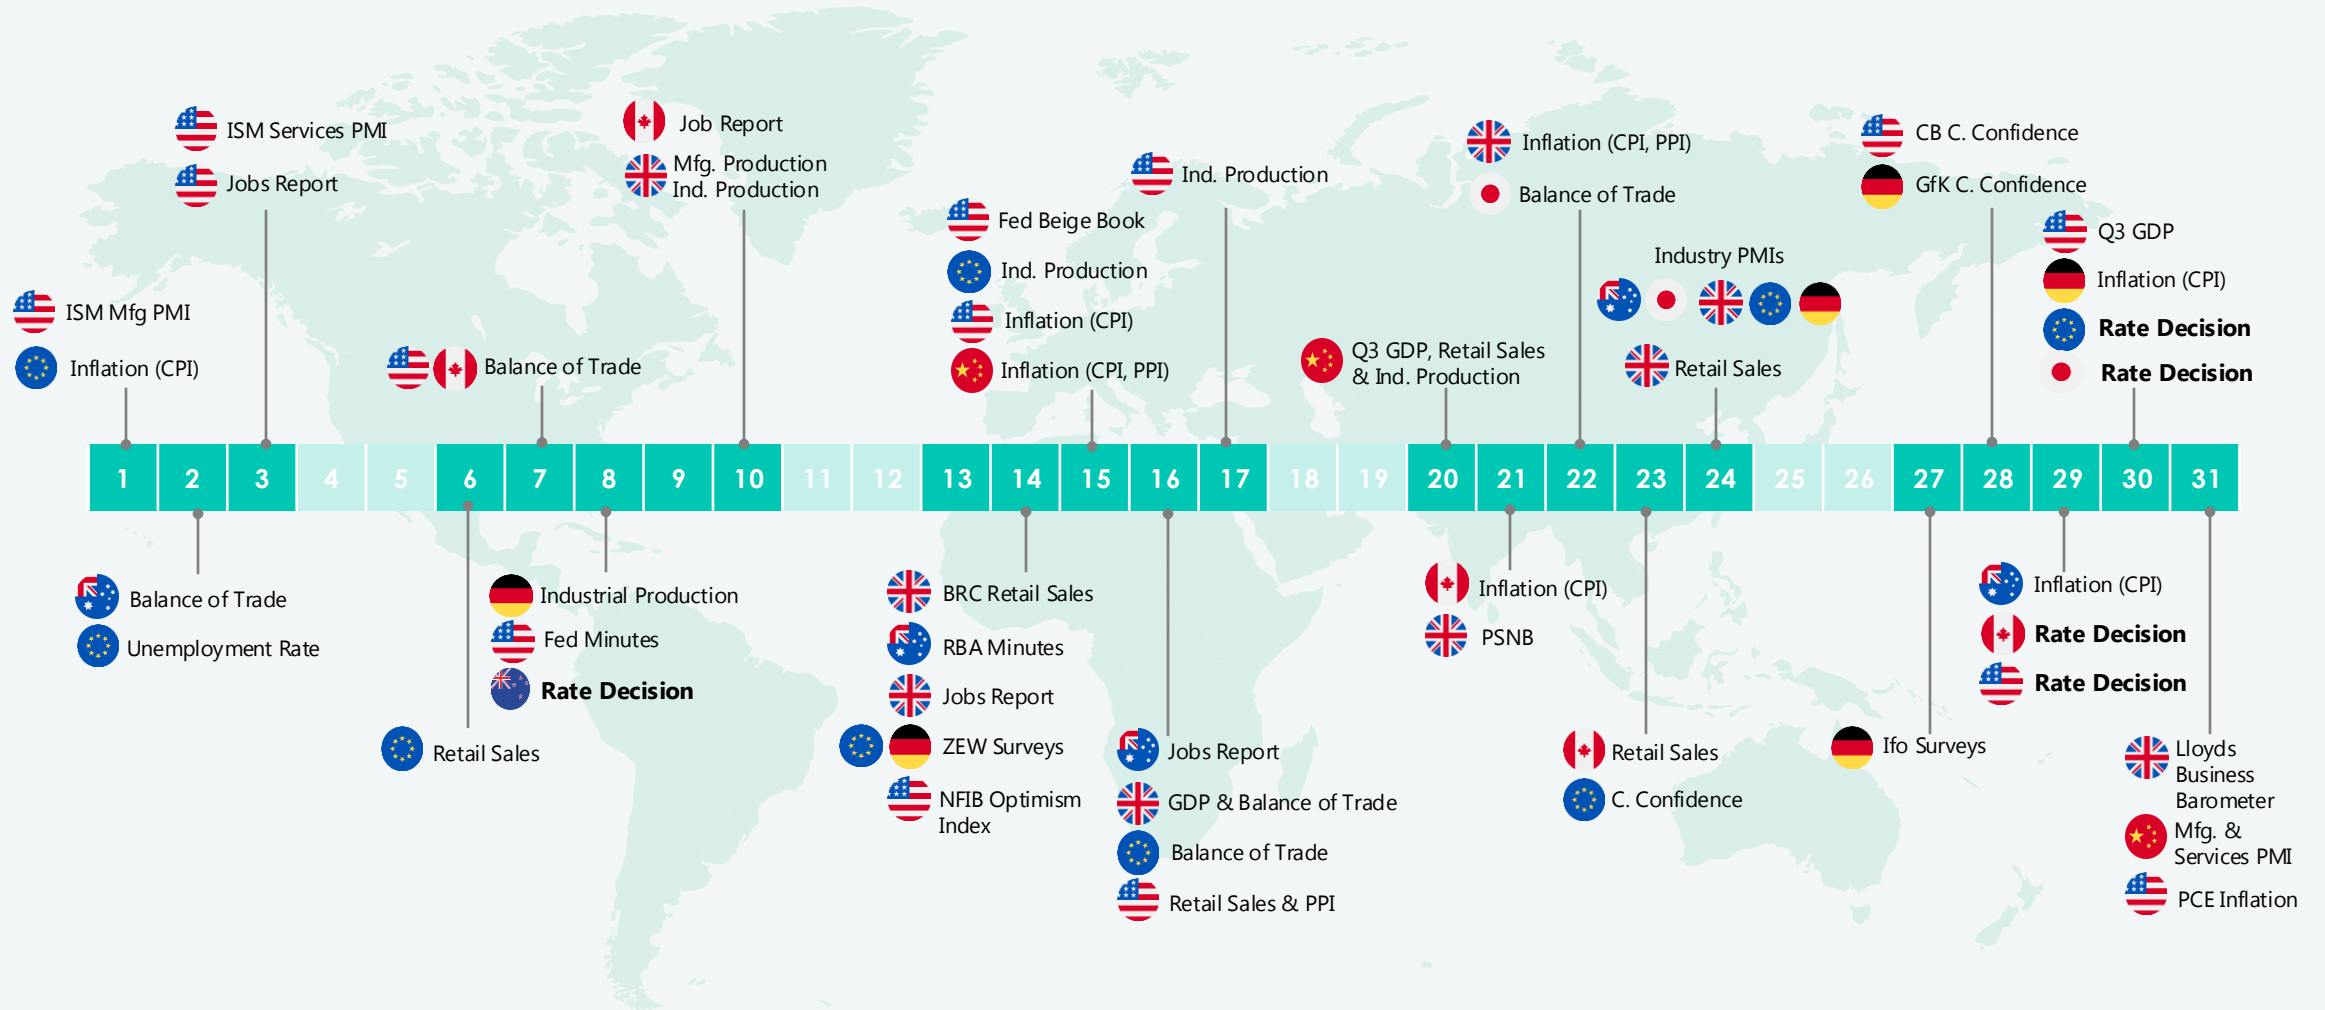 ISM Services PMI
Jobs Report
Job Report
Mfg. Production
Ind. Production
ISM Mfg PMI
Inflation (CPI)
Balance of Trade
Fed Beige Book
Ind. Production
Inflation (CPI)
Inflation (CPI, PPI)
Ind. Production
Q3 GDP, Retail Sales
& Ind. Production
Inflation (CPI, PPI)
Balance of Trade
Industry PMIs
Retail Sales
CB C. Confidence
GfK C. Confidence
Q3 GDP
Inflation (CPI)
Rate Decision
Rate Decision
1 2 3 4 5 6 7 8 9 10 11 12 13 14 15 16 17 18 19 20 21 22 23 24 25 26 27 28 29 30 31
Balance of Trade
Unemployment Rate
Retail Sales
Industrial Production
Fed Minutes
Rate Decision
BRC Retail Sales
RBA Minutes
Jobs Report
ZEW Surveys
NFIB Optimism
Index
Jobs Report
GDP & Balance of Trade
Balance of Trade
Retail Sales & PPI
Inflation (CPI)
PSNB
Retail Sales
C. Confidence
Ifo Surveys
Inflation (CPI)
Rate Decision
Rate Decision
Lloyds
Business
Barometer
Mfg. &
Services PMI
PCE Inflation